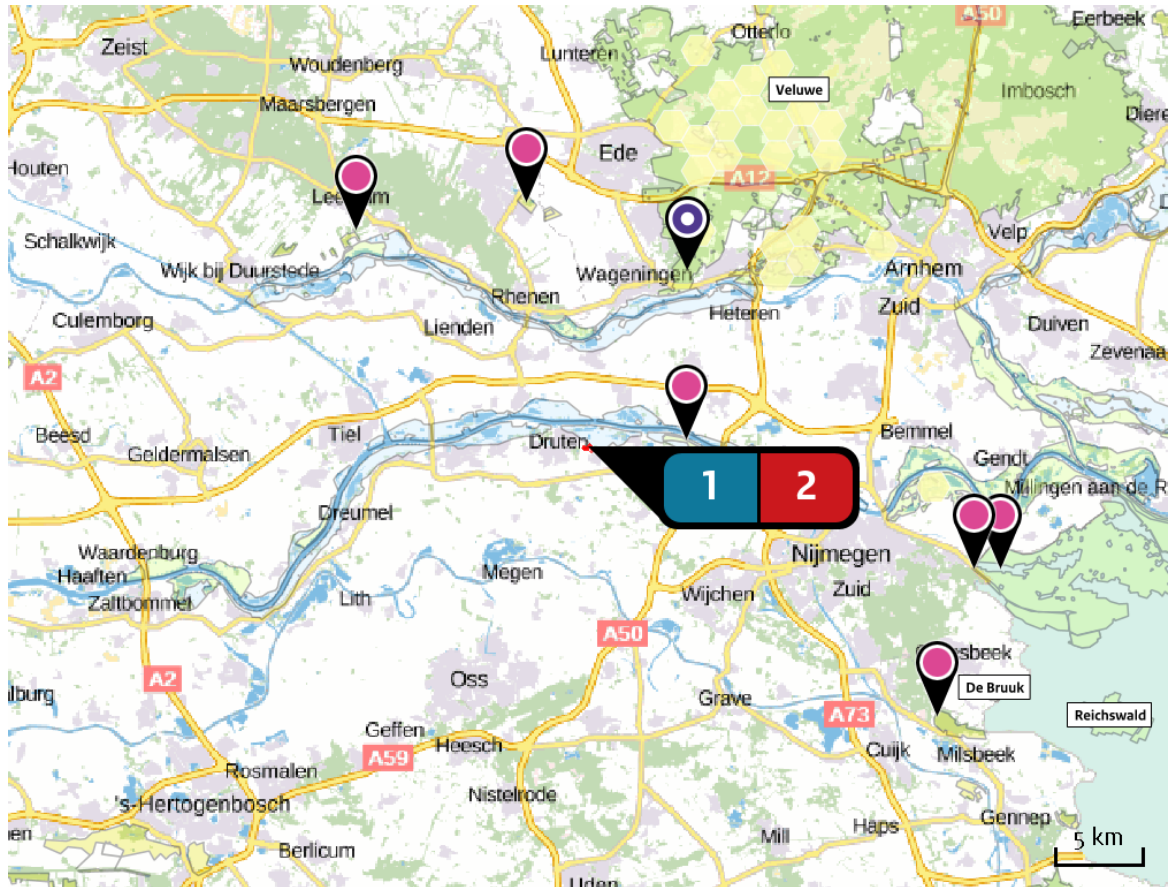 A50
Eerbeek
Zeist
Otterlo
Lunteren
Woudenberg
Veluwe
Imbosch
Maarsbergen
Diere
Houten
Ede
A12
Schalkwijk
Velp
Wijk bij Duurstede
Wageningen
Arnhem
Rhenen
Zuid
Heteren
Culemborg
Lienden
Duiven
Zevenaa
A2
Beesd
Tiel
Druten
Bemmel
Geldermalsen
Gendt
1 2
Millingen aan de R
Dreumel
Waardenburg
Nijmegen
Haaften
Megen
Zuid
Zaltbommel
Lith
Wijchen
A50
De Bruuk
A2
Oss
alburg
Grave
Reichswald
A73
Geffen
Heesch
Cuijk
Milsbeek
A59
Rosmalen
Nistelrode
's-Hertogenbosch
Gennep
Haps
Mill
5 km
Berlicum
Uden